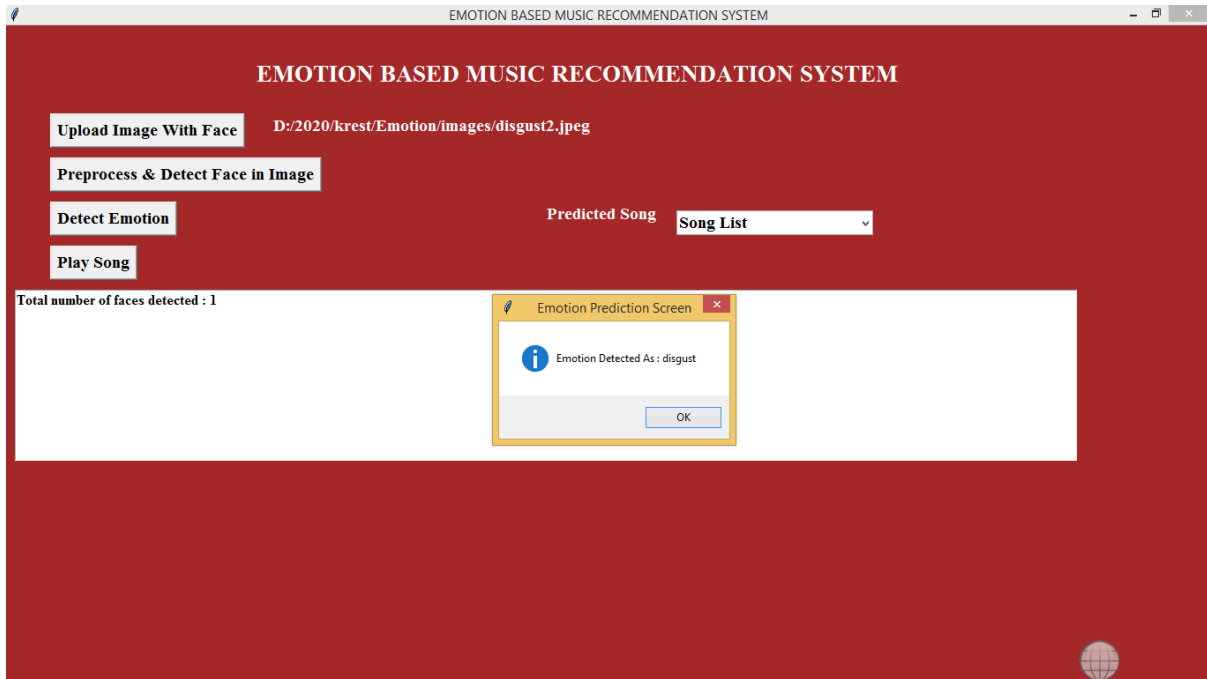 EMOTION BASED MUSIC RECOMMENDATION SYSTEM
EMOTION BASED MUSIC RECOMMENDATION SYSTEM
Upload Image With Face
D:/2020/krest/Emotion/images/disgust2.jpeg
Preprocess & Detect Face in Image
Detect Emotion
Predicted Song
Song List
Play Song
Total number of faces detected : 1
Emotion Prediction Screen
Emotion Detected As : disgust
OK